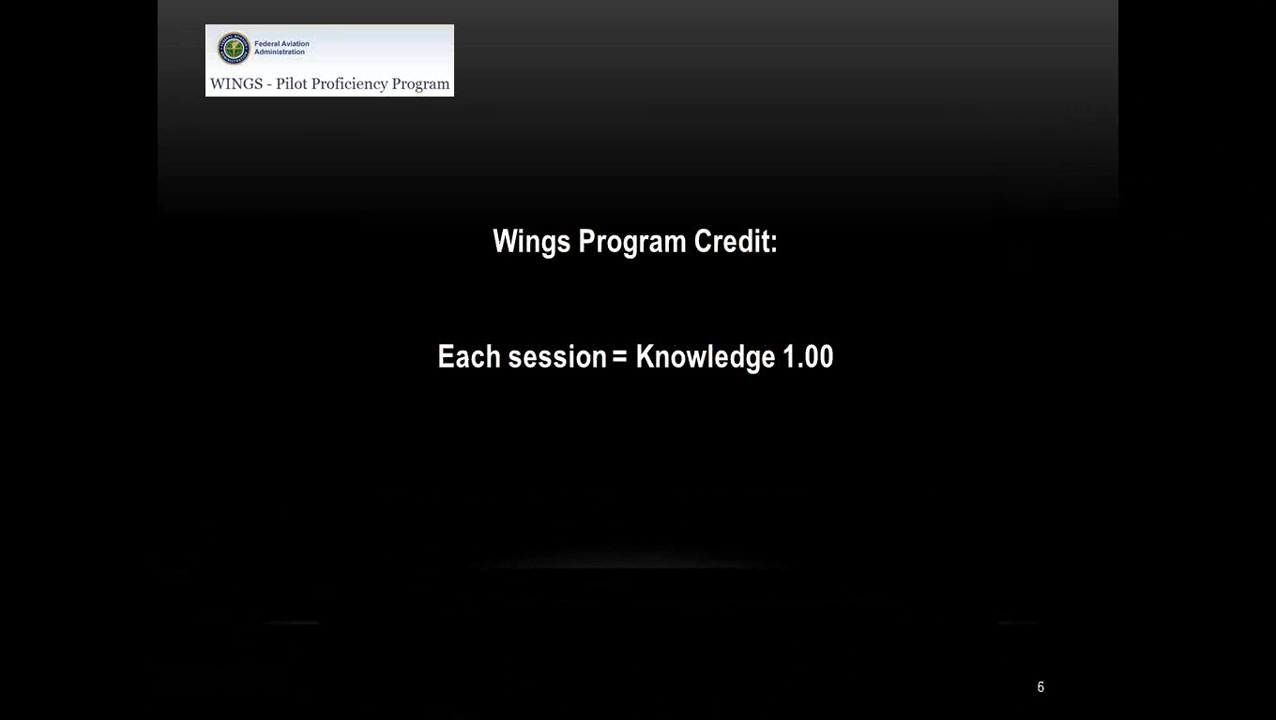 Federal Aviation
Administration
WINGS - Pilot Proficiency Program
Wings Program Credit:
Each session = Knowledge 1.00
6